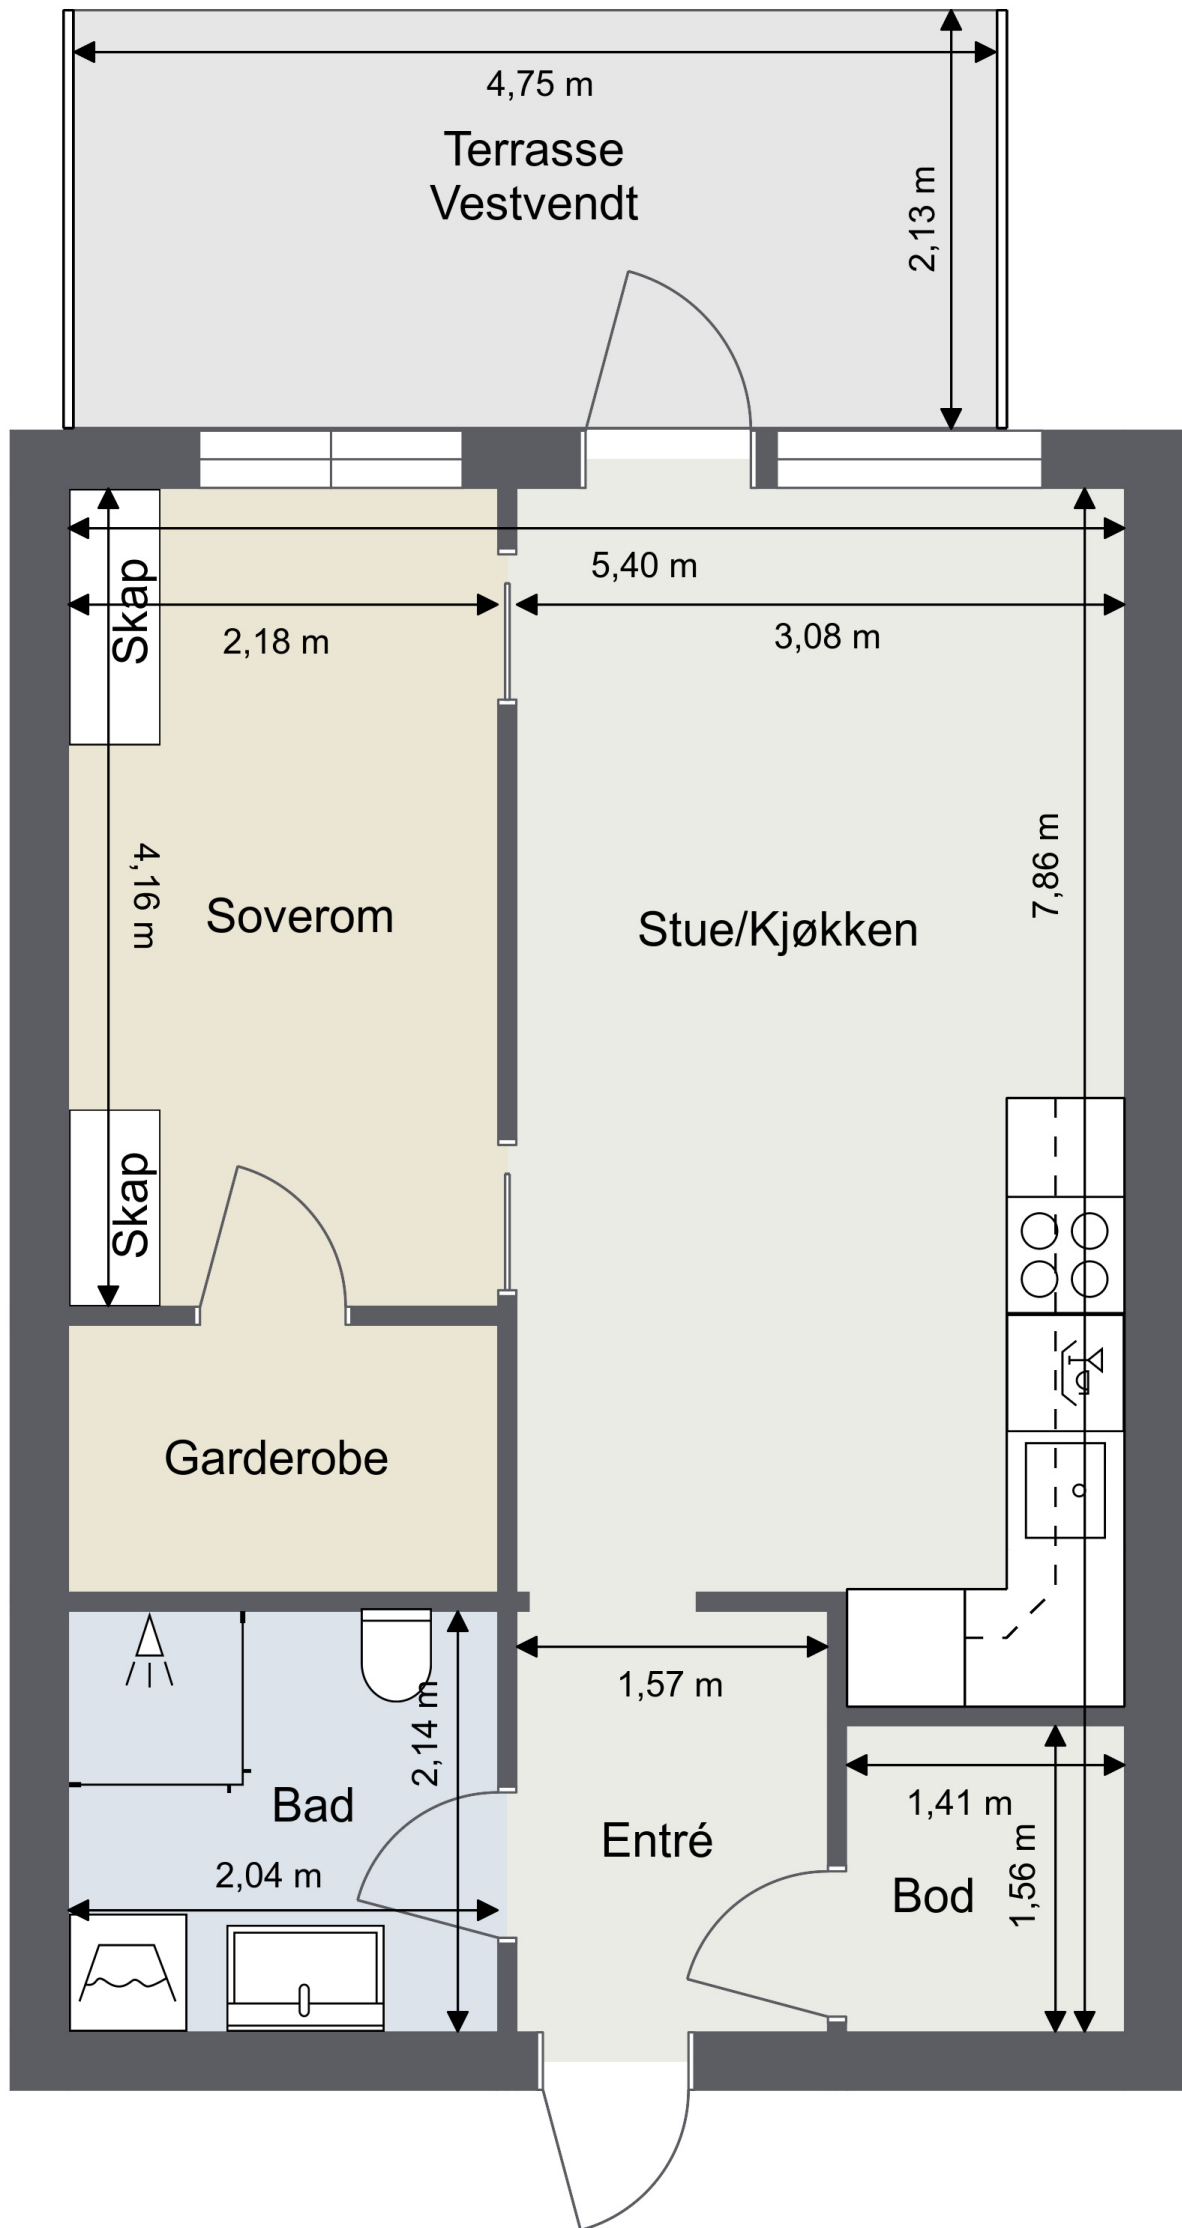 4,75 m
Terrasse
Vestvendt
2,13 m
5,40 m
Skap
2,18 m
3,08 m
7,86 m
4,16 m
Soverom
Stue/Kjøkken
Skap
Garderobe
1,57 m
2,14 m
Bad
1,41 m
Entré
2,04 m
1,56 m
Bod